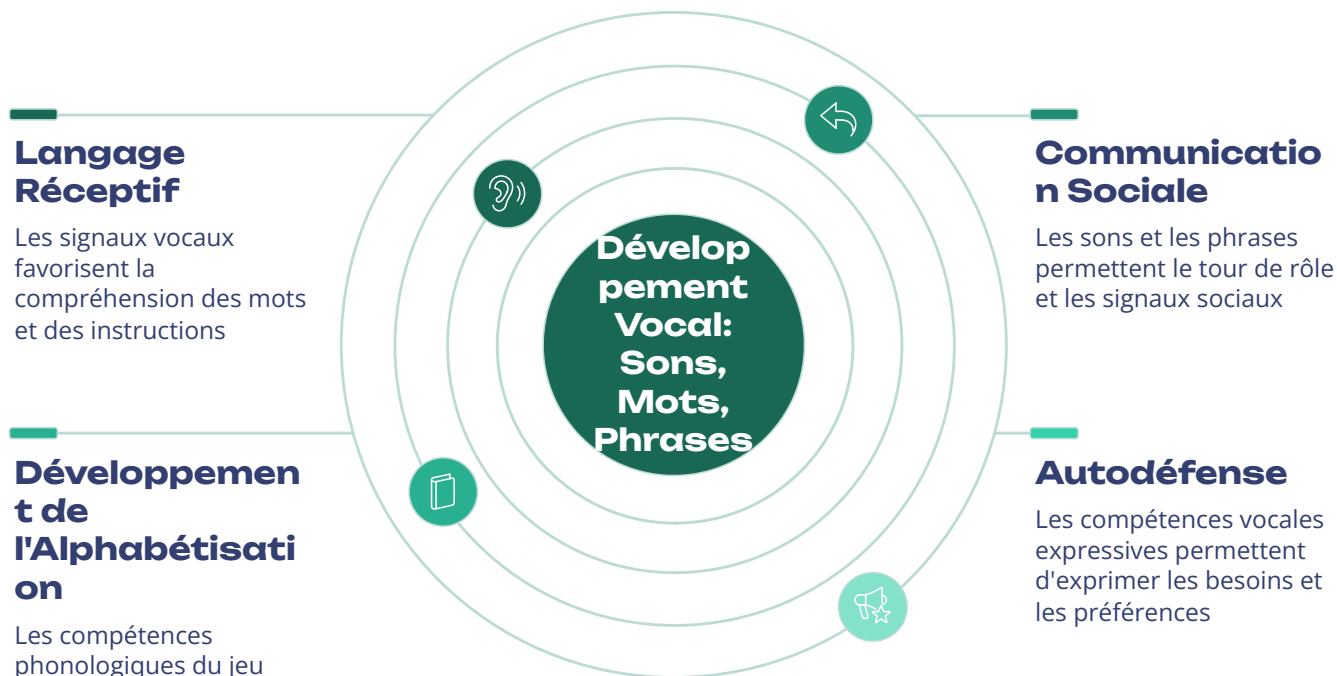 Langage
Réceptif
Les signaux vocaux
favorisent la
compréhension des mots
et des instructions
Développemen
t de
l'Alphabétisati
on
Les compétences
phonologiques du jeu
Dévelop
pement
Vocal:
Sons,
Mots,
Phrases
Communicatio
n Sociale
Les sons et les phrases
permettent le tour de rôle
et les signaux sociaux
Autodéfense
Les compétences vocales
expressives permettent
d'exprimer les besoins et
les préférences